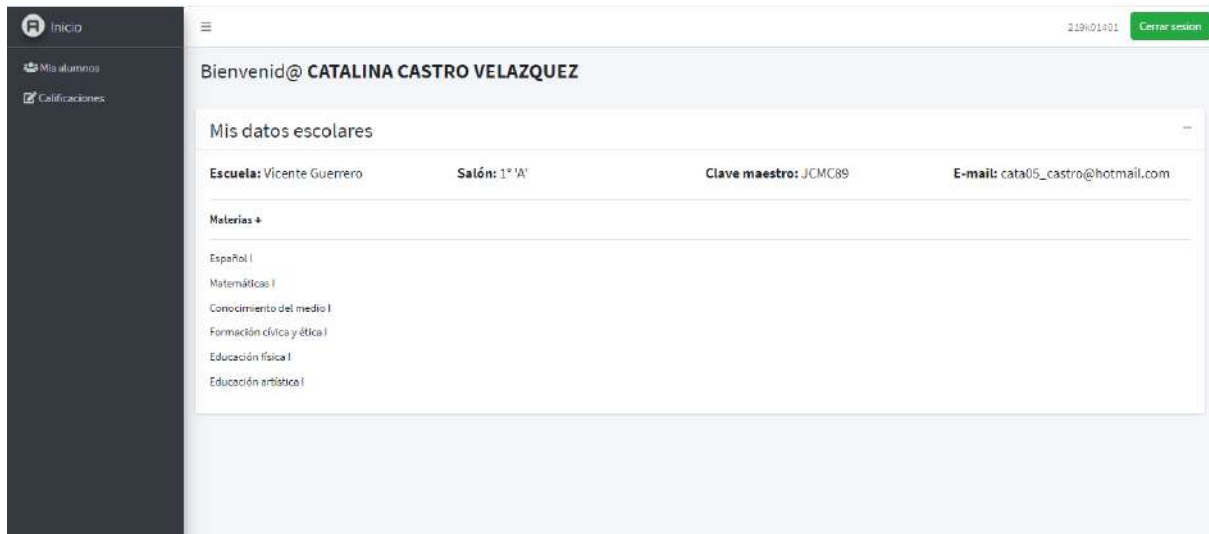 Inicio
Cerrar sesion
Mis alumnos
Calificaciones
Bienvenid@ CATALINA CASTRO VELAZQUEZ
Mis datos escolares
Escuela: Vicente Guerrero Salón: 1° 'A' Clave maestro: JCMC89 E-mail: cata05_castro@hotmail.com
Materias
Español I
Matemáticas I
Conocimiento del medio I
Formación cívica y ética I
Educación física I
Educación artística I